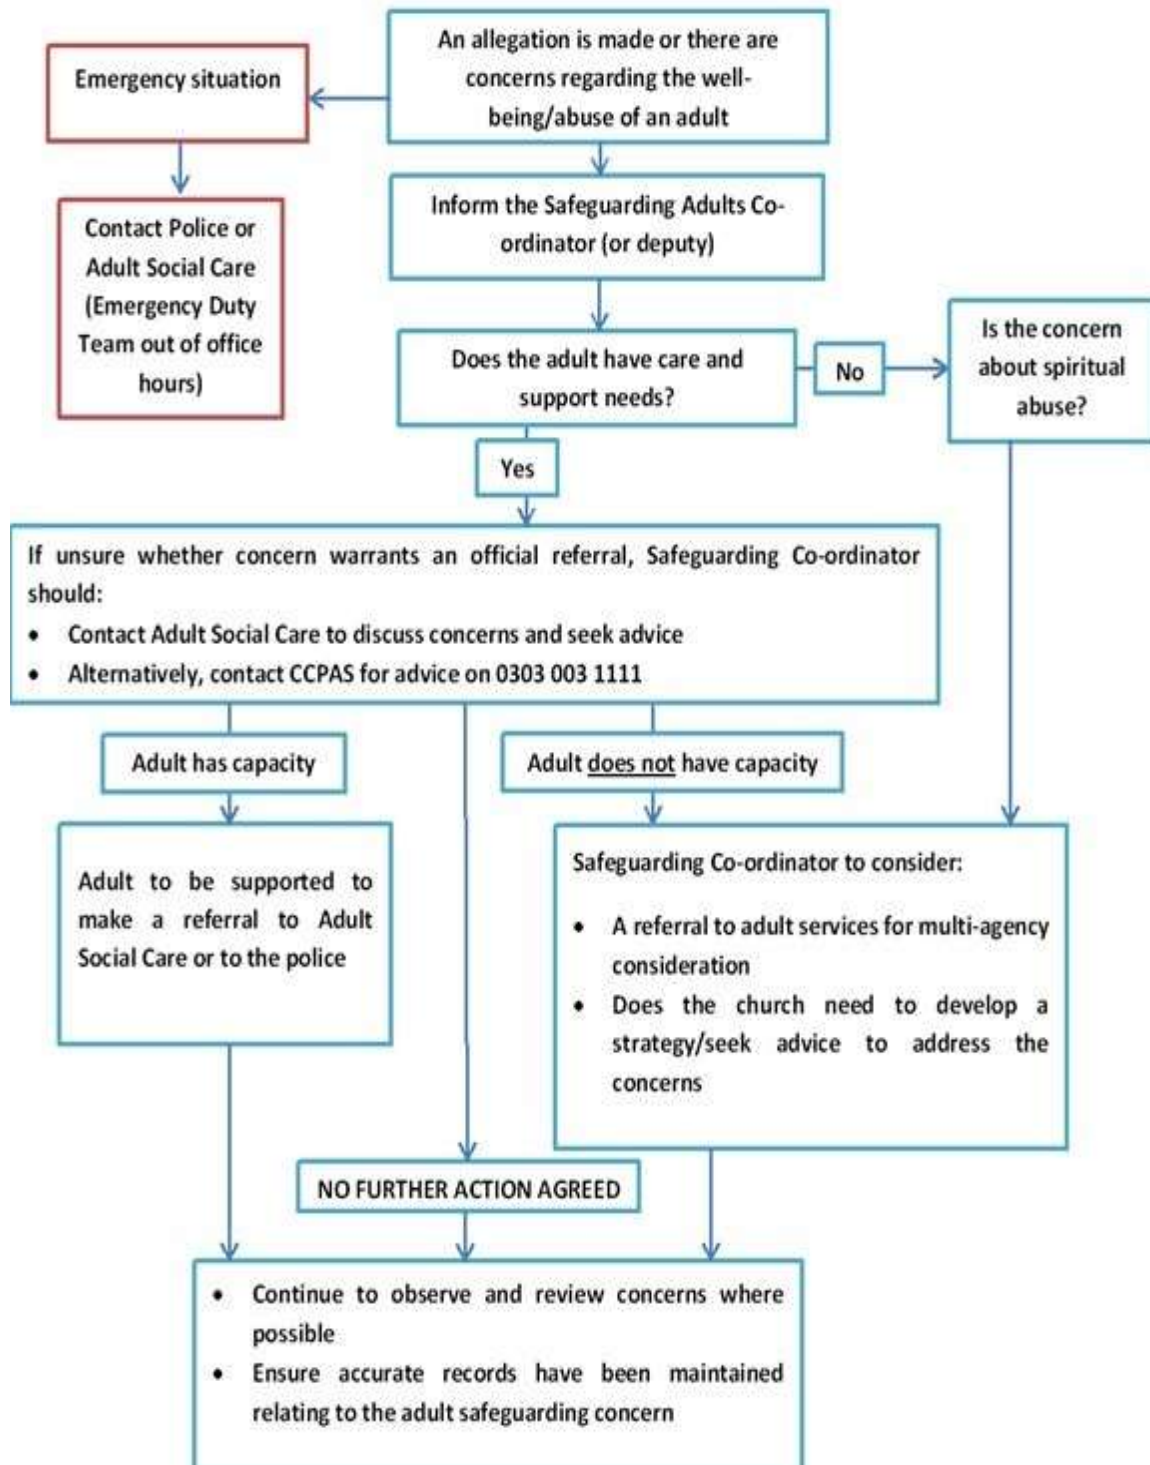 An allegation is made or there are
concerns regarding the well-
being/abuse of an adult
Emergency situation
Contact Police or
Adult Social Care
(Emergency Duty
Team out of office
hours)
Inform the Safeguarding Adults Co-
ordinator (or deputy)
Does the adult have care and
support needs?
No
Is the concern
about spiritual
abuse?
Yes
If unsure whether concern warrants an official referral, Safeguarding Co-ordinator
should:
• Contact Adult Social Care to discuss concerns and seek advice
• Alternatively, contact CCPAS for advice on 0303 003 1111
Adult has capacity
Adult does not have capacity
Adult to be supported to
make a referral to Adult
Social Care or to the police
Safeguarding Co-ordinator to consider:
• A referral to adult services for multi-agency
consideration
• Does the church need to develop a
strategy/seek advice to address the
concerns
NO FURTHER ACTION AGREED
• Continue to observe and review concerns where
possible
• Ensure accurate records have been maintained
relating to the adult safeguarding concern